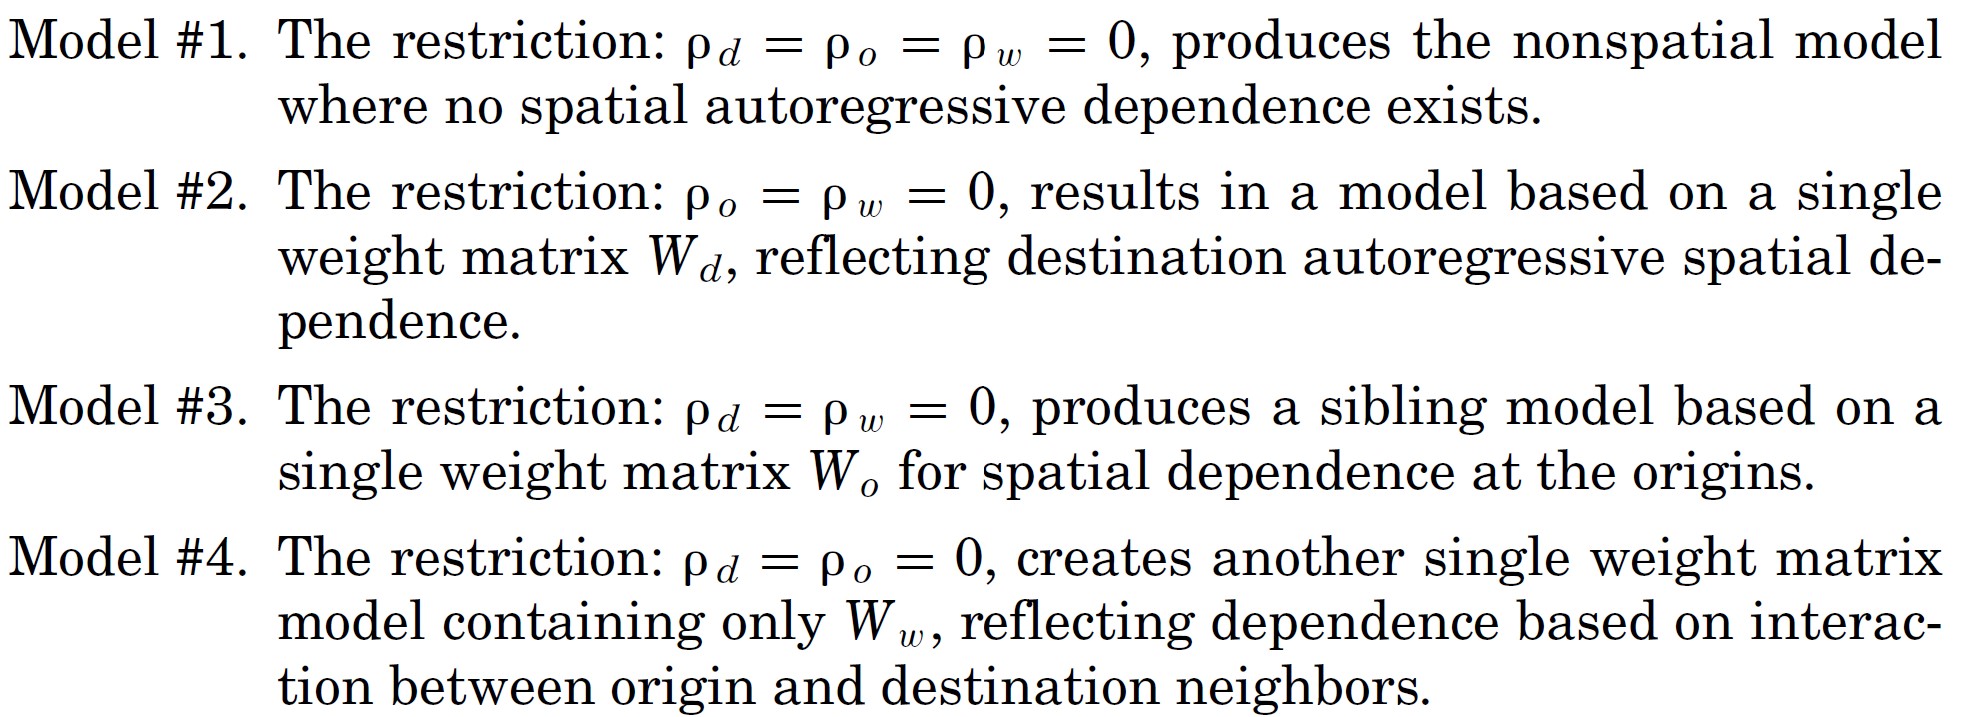 Model #1. The restriction: ρ_d = ρ_o = ρ_w = 0, produces the nonspatial model
where no spatial autoregressive dependence exists.
Model #2. The restriction: ρ_o = ρ_w = 0, results in a model based on a single
weight matrix W_d, reflecting destination autoregressive spatial de-
pendence.
Model #3. The restriction: ρ_d = ρ_w = 0, produces a sibling model based on a
single weight matrix W_o for spatial dependence at the origins.
Model #4. The restriction: ρ_d = ρ_o = 0, creates another single weight matrix
model containing only W_w, reflecting dependence based on interac-
tion between origin and destination neighbors.